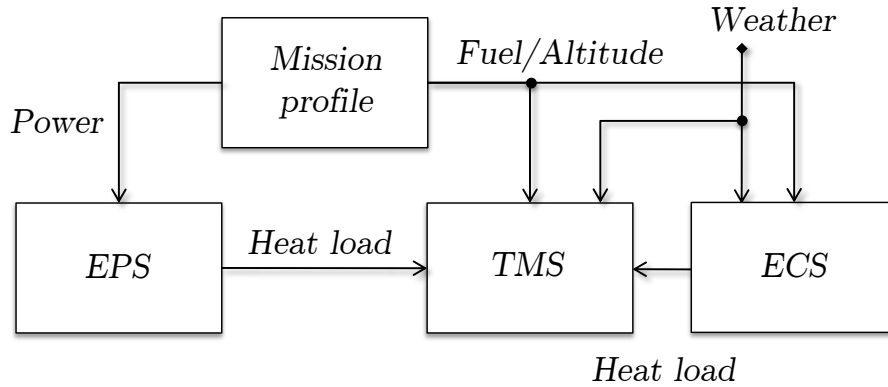 Weather
Mission
profile
Fuel/Altitude
Power
EPS
Heat load
TMS
ECS
Heat load